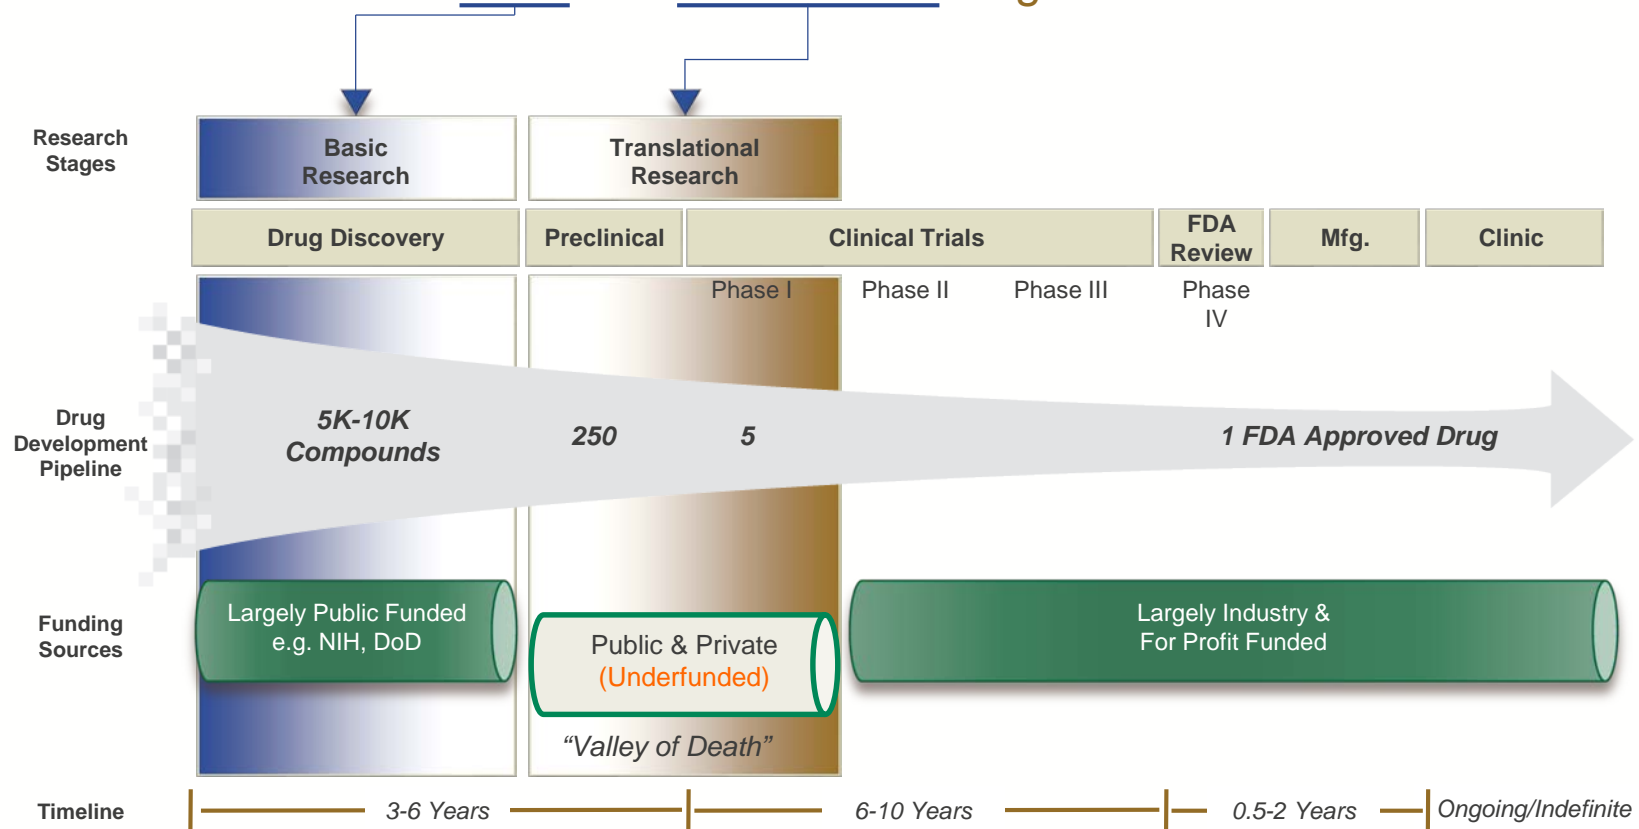 Research
Stages
Basic
Research
Translational
Research
Drug Discovery
Preclinical
Clinical Trials
FDA
Review
Mfg.
Clinic
Phase I
Phase II
Phase III
Phase
IV
Drug
Development
Pipeline
5K-10K
Compounds
250
5
1 FDA Approved Drug
Funding
Sources
Largely Public Funded
e.g. NIH, DoD
Public & Private
(Underfunded)
Largely Industry &
For Profit Funded
“Valley of Death”
Timeline
3-6 Years
6-10 Years
0.5-2 Years
Ongoing/Indefinite